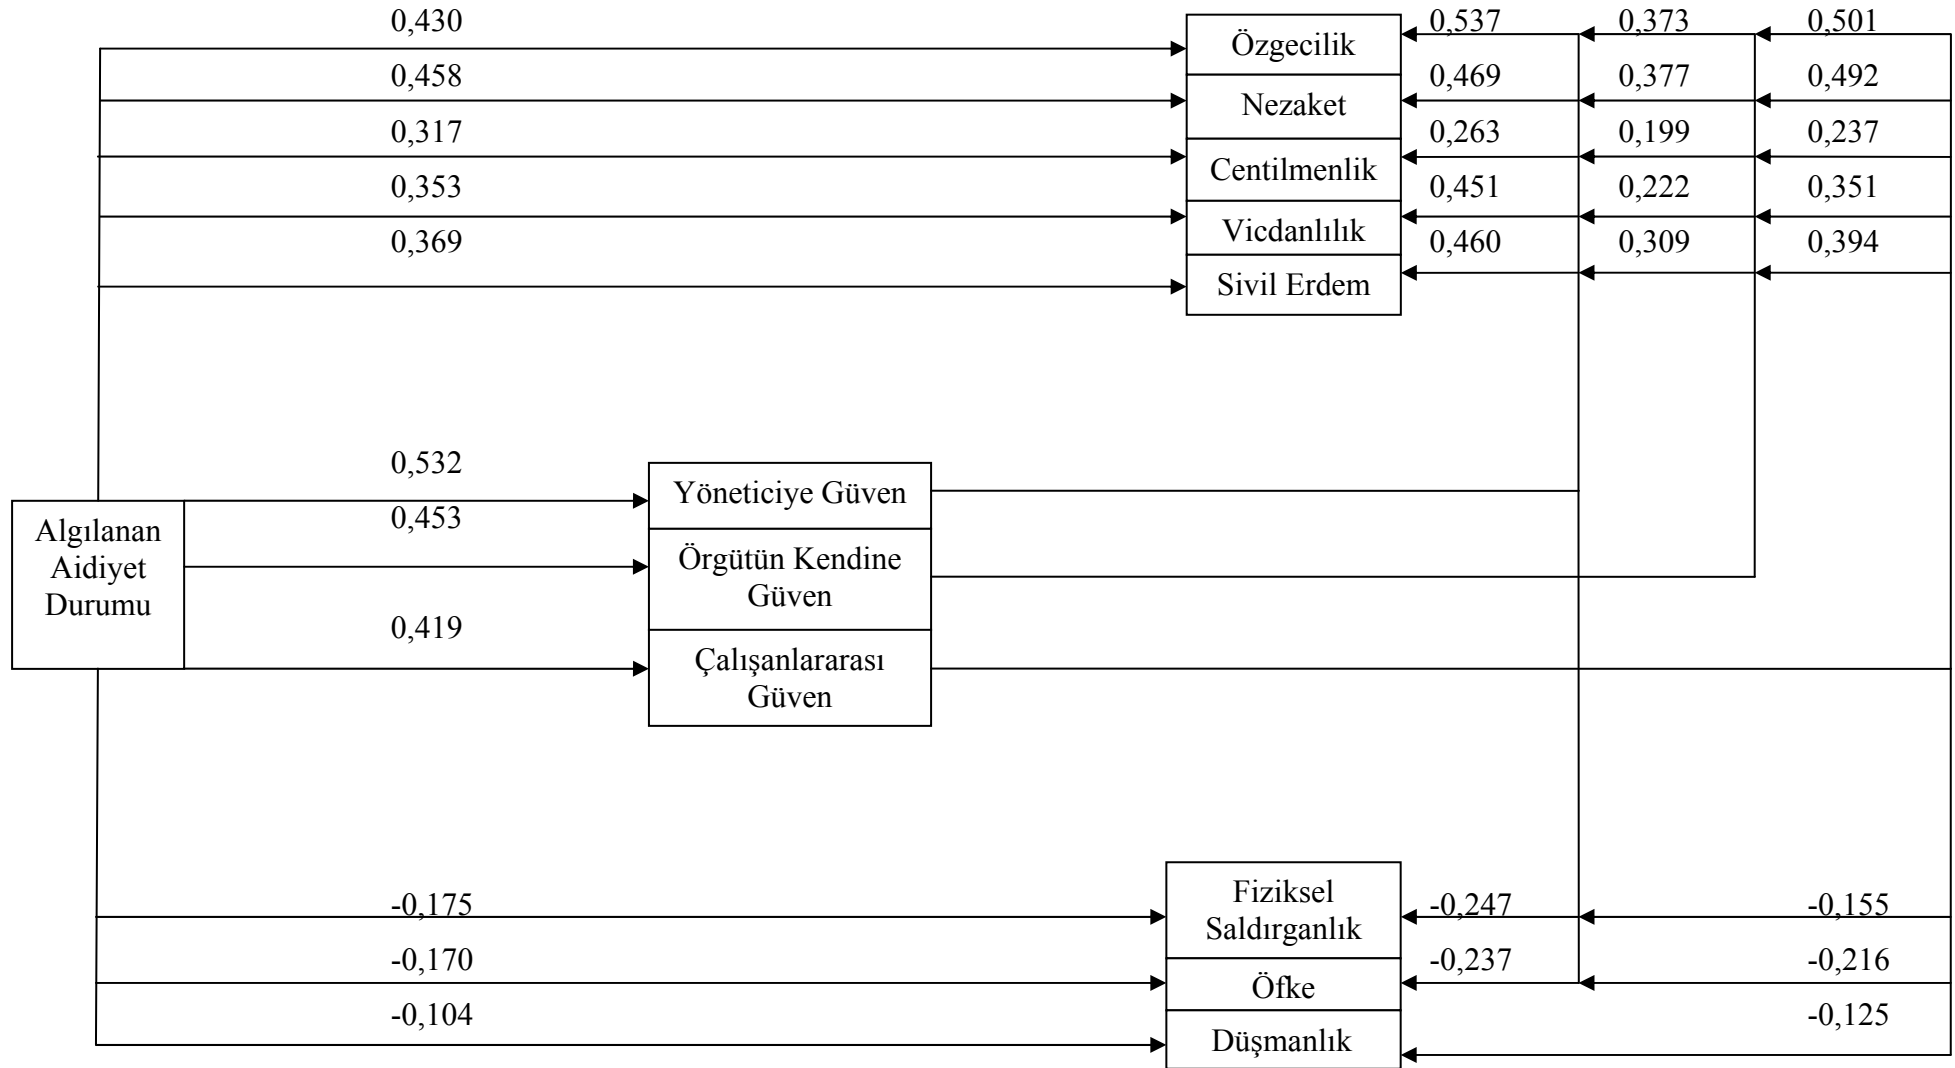 0,430
Özgecilik
0,537 0,373 0,501
0,458
Nezaket
0,469 0,377 0,492
0,317
Centilmenlik
0,263 0,199 0,237
0,353
Vicdanlılık
0,451 0,222 0,351
0,369
Sivil Erdem
0,460 0,309 0,394
Algılanan
Aidiyet
Durumu
0,532
Yöneticiye Güven
0,453
Örgütün Kendine
Güven
0,419
Çalışanlararası
Güven
-0,175
Fiziksel
Saldırganlık
-0,247 -0,155
-0,170
Öfke
-0,237 -0,216
-0,104
Düşmanlık
-0,125